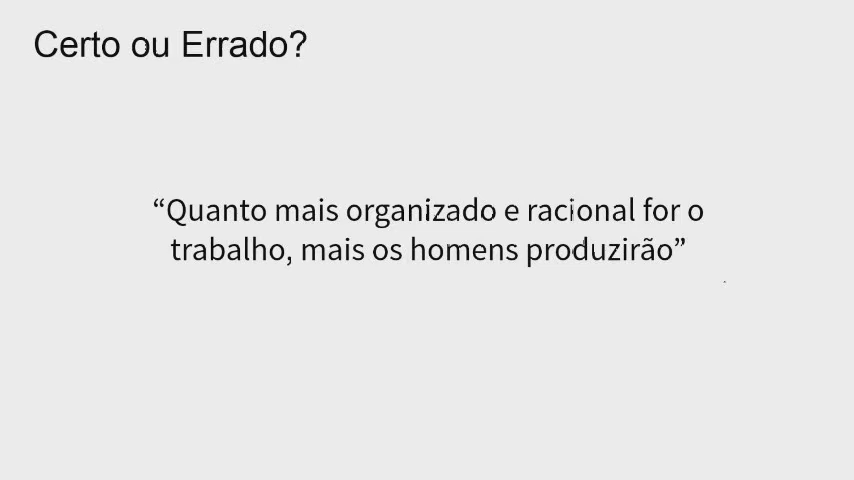 Certo ou Errado?
“Quanto mais organizado e racional for o
trabalho, mais os homens produzirão”